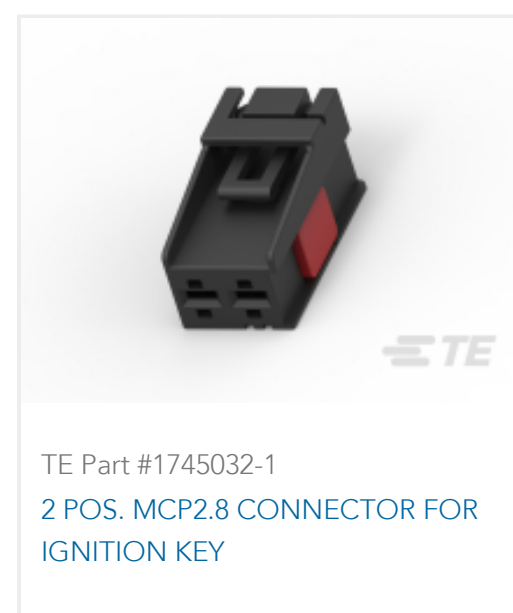 TE
TE Part #1745032-1
2 POS. MCP2.8 CONNECTOR FOR
IGNITION KEY